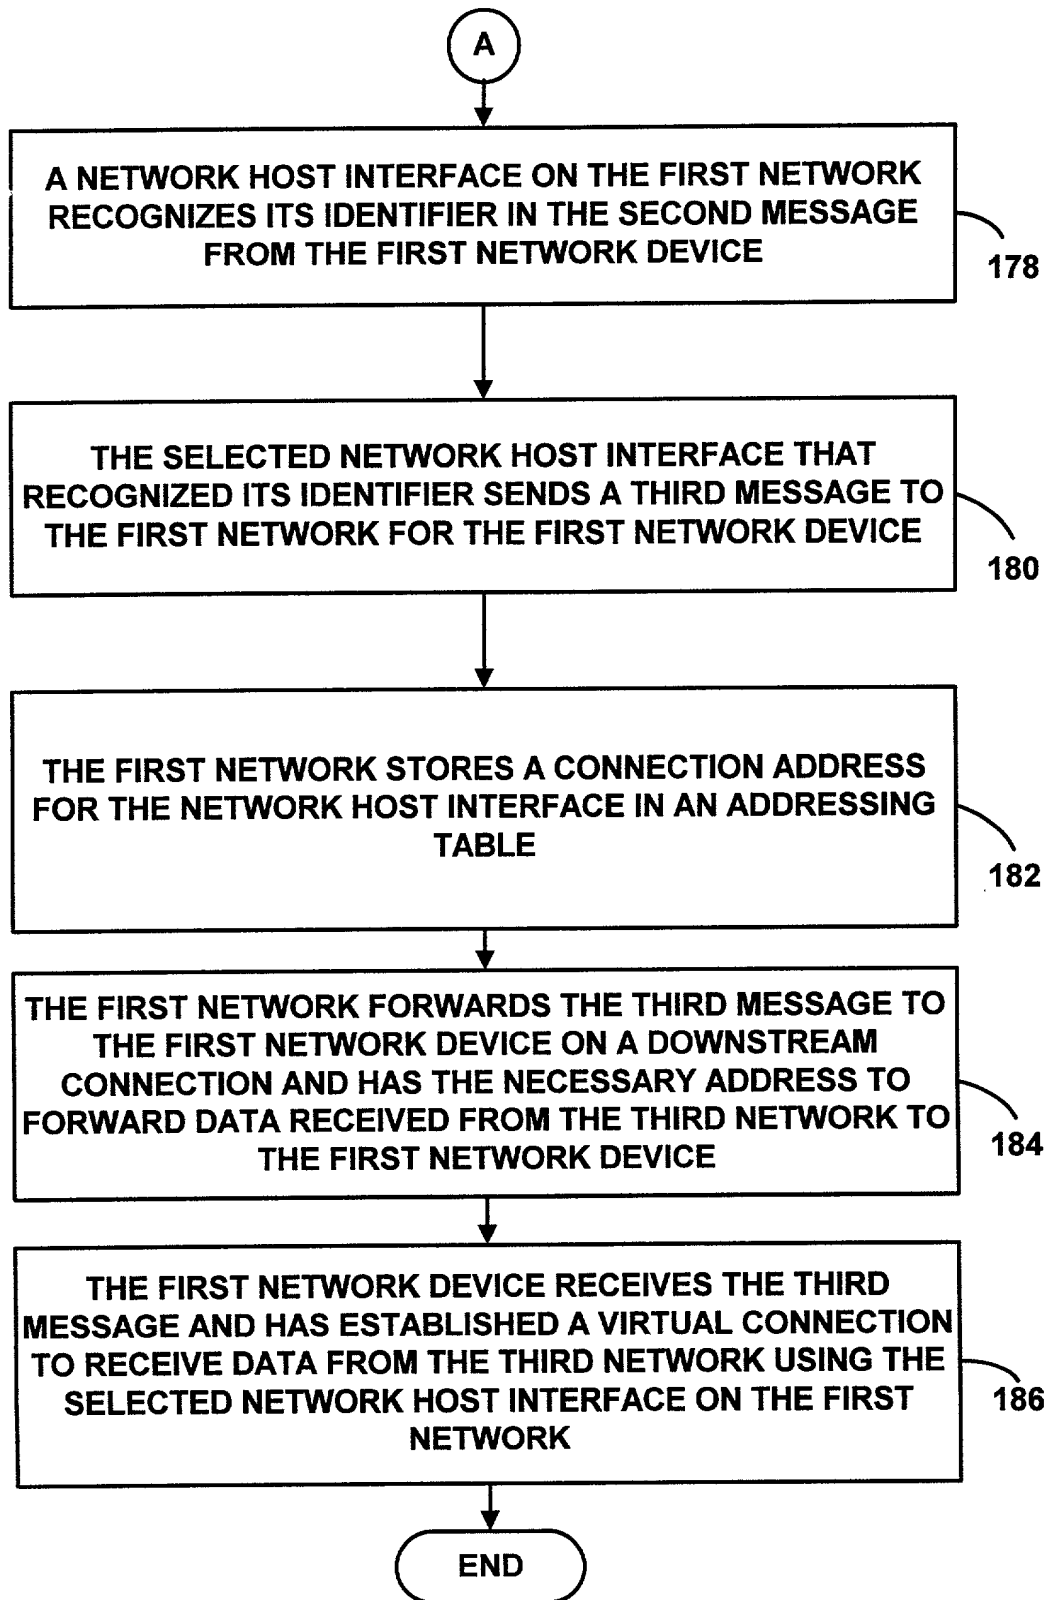 A
A NETWORK HOST INTERFACE ON THE FIRST NETWORK
RECOGNIZES ITS IDENTIFIER IN THE SECOND MESSAGE
FROM THE FIRST NETWORK DEVICE
178
THE SELECTED NETWORK HOST INTERFACE THAT
RECOGNIZED ITS IDENTIFIER SENDS A THIRD MESSAGE TO
THE FIRST NETWORK FOR THE FIRST NETWORK DEVICE
180
THE FIRST NETWORK STORES A CONNECTION ADDRESS
FOR THE NETWORK HOST INTERFACE IN AN ADDRESSING
TABLE
182
THE FIRST NETWORK FORWARDS THE THIRD MESSAGE TO
THE FIRST NETWORK DEVICE ON A DOWNSTREAM
CONNECTION AND HAS THE NECESSARY ADDRESS TO
FORWARD DATA RECEIVED FROM THE THIRD NETWORK TO
THE FIRST NETWORK DEVICE
184
THE FIRST NETWORK DEVICE RECEIVES THE THIRD
MESSAGE AND HAS ESTABLISHED A VIRTUAL CONNECTION
TO RECEIVE DATA FROM THE THIRD NETWORK USING THE
SELECTED NETWORK HOST INTERFACE ON THE FIRST
NETWORK
186
END